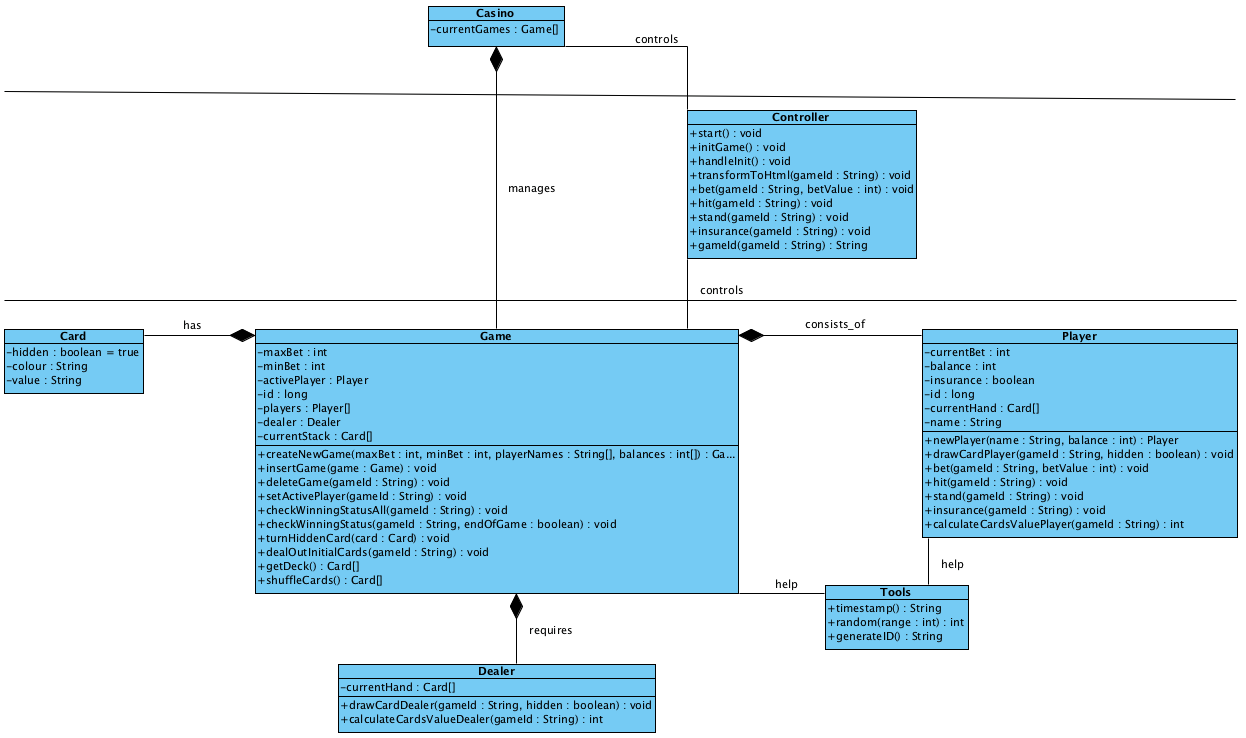 Casino
-currentGames : Game[]
controls
Controller
+start() : void
+initGame() : void
+handleInit() : void
+transformToHtml(gameId : String) : void
+bet(gameId : String, betValue : int) : void
+hit(gameId : String) : void
+stand(gameId : String) : void
+insurance(gameId : String) : void
+gameId(gameId : String) : String
manages
controls
Card
-hidden : boolean = true
-colour : String
-value : String
has
Game
-maxBet : int
-minBet : int
-activePlayer : Player
-id : long
-players : Player[]
-dealer : Dealer
-currentStack : Card[]
+createNewGame(maxBet : int, minBet : int, playerNames : String[], balances : int[]) : Ga...
+insertGame(game : Game) : void
+deleteGame(gameId : String) : void
+setActivePlayer(gameId : String) : void
+checkWinningStatusAll(gameId : String) : void
+checkWinningStatus(gameId : String, endOfGame : boolean) : void
+turnHiddenCard(card : Card) : void
+dealOutInitialCards(gameId : String) : void
+getDeck() : Card[]
+shuffleCards() : Card[]
consists_of
Player
-currentBet : int
-balance : int
-insurance : boolean
-id : long
-currentHand : Card[]
-name : String
+newPlayer(name : String, balance : int) : Player
+drawCardPlayer(gameId : String, hidden : boolean) : void
+bet(gameId : String, betValue : int) : void
+hit(gameId : String) : void
+stand(gameId : String) : void
+insurance(gameId : String) : void
+calculateCardsValuePlayer(gameId : String) : int
help
help
Tools
+timestamp() : String
+random(range : int) : int
+generateID() : String
requires
Dealer
-currentHand : Card[]
+drawCardDealer(gameId : String, hidden : boolean) : void
+calculateCardsValueDealer(gameId : String) : int